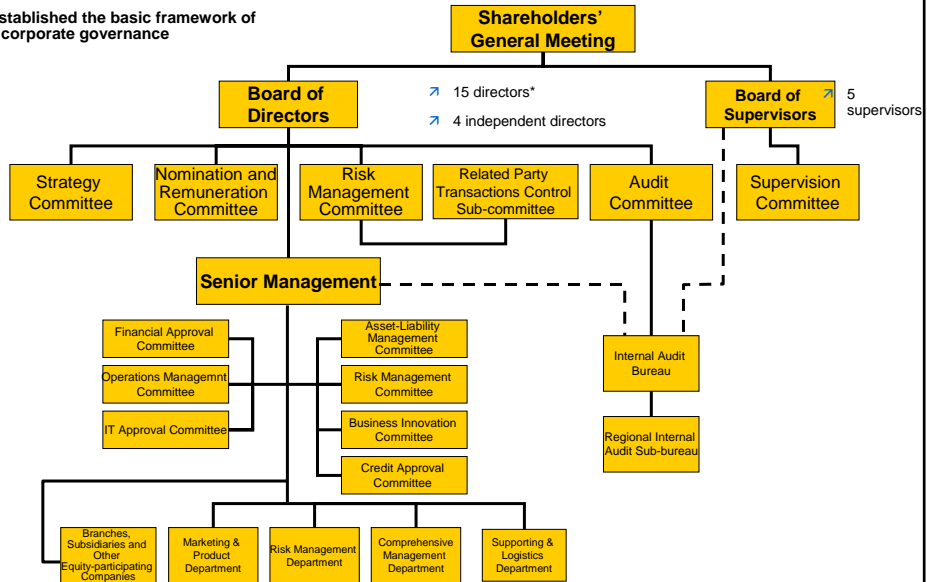 stablished the basic framework of
corporate governance
Shareholders'
General Meeting
Board of
Directors
15 directors*
4 independent directors
Board of
Supervisors
5
supervisors
Strategy
Committee
Nomination and
Remuneration
Committee
Risk
Management
Committee
Related Party
Transactions Control
Sub-committee
Audit
Committee
Supervision
Committee
Senior Management
Financial Approval
Committee
Operations Managemnt
Committee
IT Approval Committee
Asset-Liability
Management
Committee
Risk Management
Committee
Business Innovation
Committee
Credit Approval
Committee
Internal Audit
Bureau
Regional Internal
Audit Sub-bureau
Branches,
Subsidiaries and
Other
Equity-participating
Companies
Marketing &
Product
Department
Risk Management
Department
Comprehensive
Management
Department
Supporting &
Logistics
Department